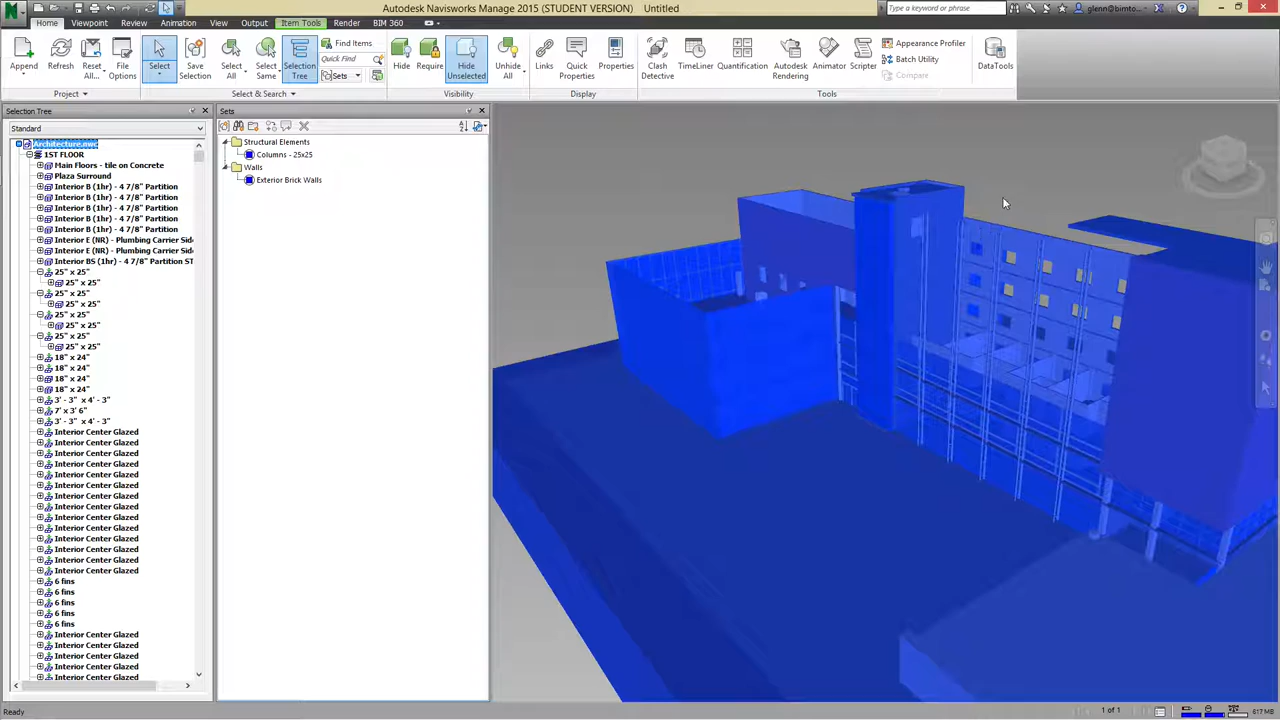 Autodesk Navisworks Manage 2015 (STUDENT VERSION) Untitled
Type a keyword or phrase
glenn@bimto...
Home Viewpoint Review Animation View Output Item Tools Render BIM 360
Append
Refresh
Reset All...
File Options
Project
Select
Save Selection
Select All
Select Same
Selection Tree
Find Items
Quick Find
Sets
Select & Search
Hide
Require
Hide Unselected
Unhide All
Visibility
Links
Quick Properties
Properties
Display
Clash Detective
TimeLiner
Quantification
Autodesk Rendering
Animator
Scripter
Appearance Profiler
Batch Utility
Compare
Tools
DataTools
Selection Tree
Standard
Architecture.nwc
1ST FLOOR
Main Floors - tile on Concrete
Plaza Surround
Interior B (1hr) - 4 7/8" Partition
Interior B (1hr) - 4 7/8" Partition
Interior B (1hr) - 4 7/8" Partition
Interior B (1hr) - 4 7/8" Partition
Interior B (1hr) - 4 7/8" Partition
Interior E (NR) - Plumbing Carrier Side
Interior E (NR) - Plumbing Carrier Side
Interior BS (1hr) - 4 7/8" Partition ST
25" x 25"
25" x 25"
25" x 25"
25" x 25"
25" x 25"
25" x 25"
25" x 25"
25" x 25"
18" x 24"
18" x 24"
18" x 24"
18" x 24"
3' - 3" x 4' - 3"
7' x 3' 6"
3' - 3" x 4' - 3"
Interior Center Glazed
Interior Center Glazed
Interior Center Glazed
Interior Center Glazed
Interior Center Glazed
Interior Center Glazed
Interior Center Glazed
Interior Center Glazed
Interior Center Glazed
Interior Center Glazed
Interior Center Glazed
Interior Center Glazed
Interior Center Glazed
Interior Center Glazed
6 fins
6 fins
6 fins
6 fins
6 fins
Interior Center Glazed
Interior Center Glazed
Interior Center Glazed
Interior Center Glazed
Interior Center Glazed
Sets
Structural Elements
Columns - 25x25
Walls
Exterior Brick Walls
Ready
1 of 1
617 MB